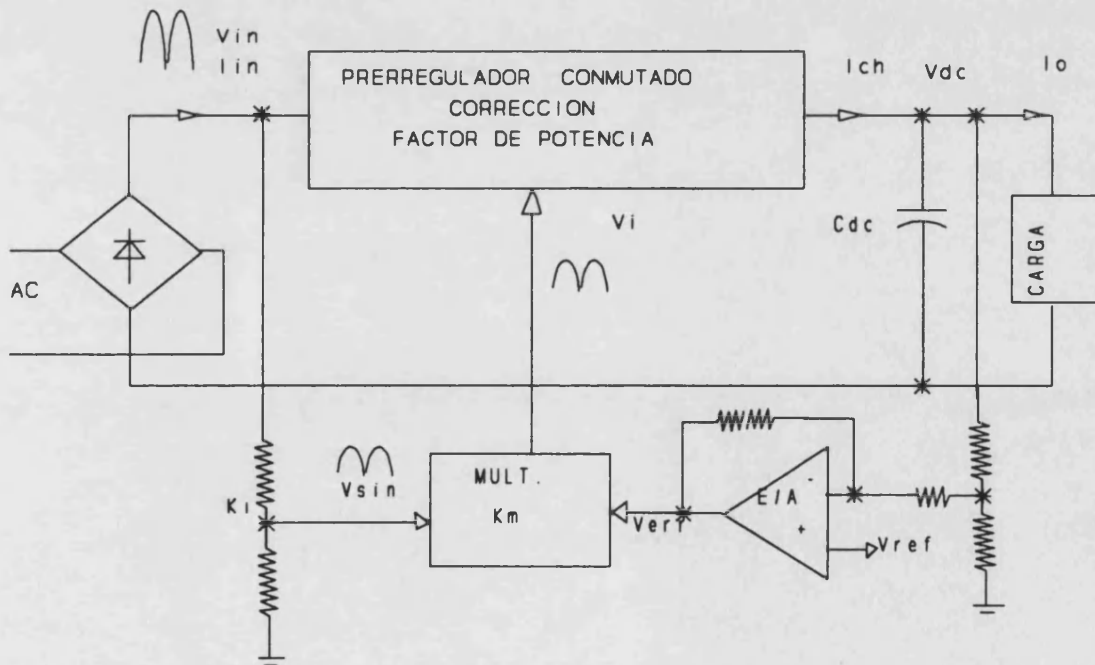 Vin
Iin
PRERREGULADOR CONMUTADO
CORRECCION
FACTOR DE POTENCIA
Ich
Vdc
Io
Vi
Cdc
CARGA
AC
Vsin
MULT.
Km
Ki
Verr
E/A
-
+
Vref